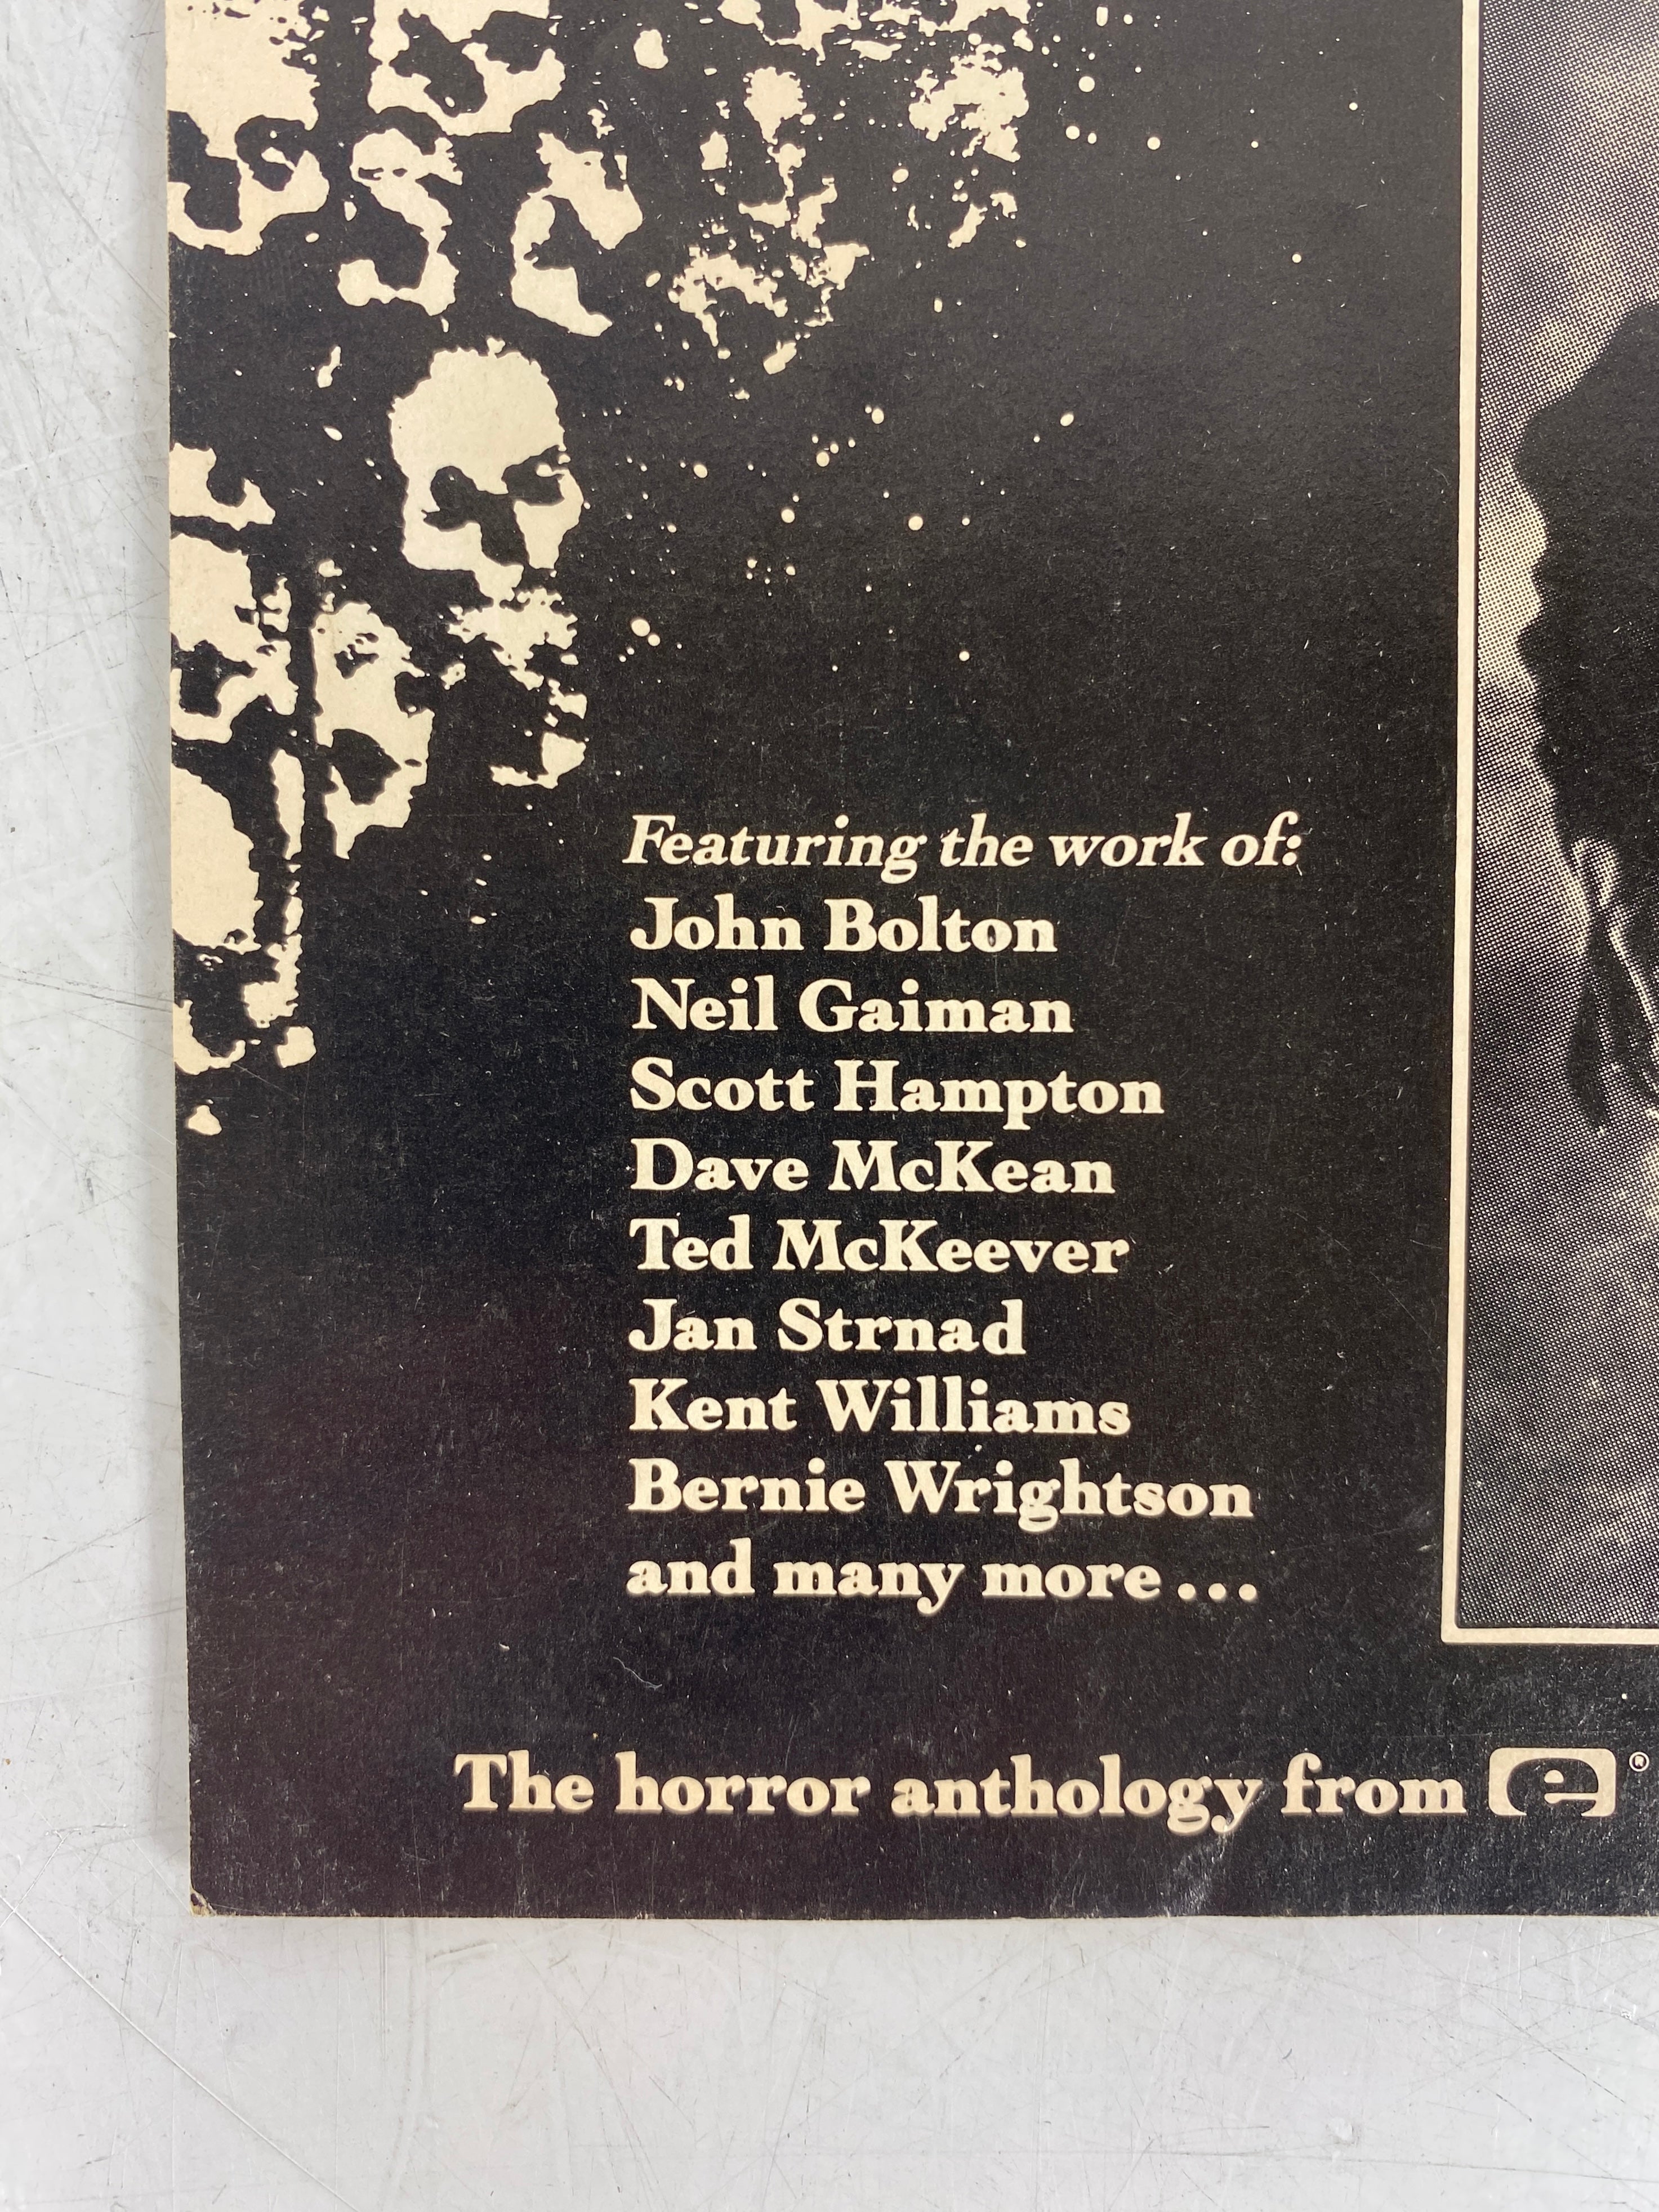 Featuring the work of:
John Bolton
Neil Gaiman
Scott Hampton
Dave McKean
Ted McKeever
Jan Strnad
Kent Williams
Bernie Wrightson
and many more...
The horror anthology from e®